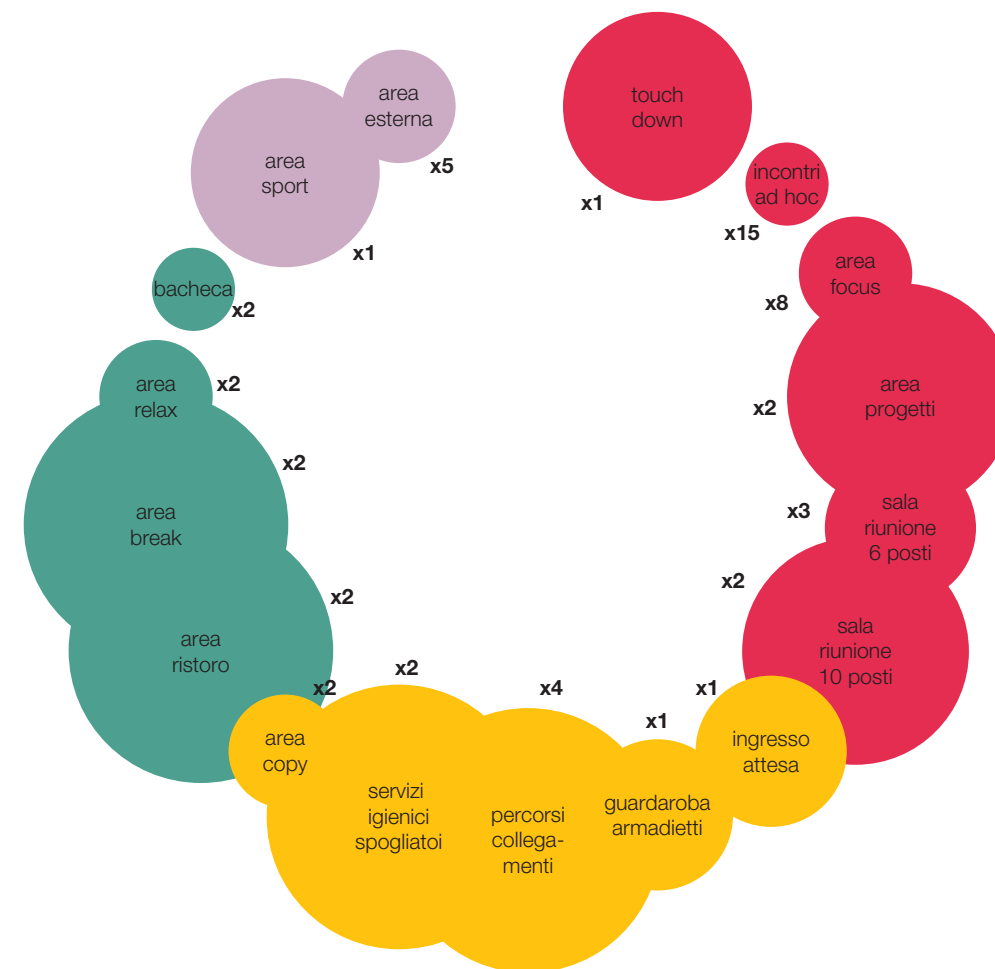 area
esterna
x5
area
sport
x1
bacheca
x2
area
relax
x2
area
break
x2
area
ristoro
x2
area
copy
x2
servizi
igienici
spogliatoi
x2
percorsi
collega-
menti
x4
guardaroba
armadietti
x1
ingresso
attesa
x1
sala
riunione
10 posti
x2
sala
riunione
6 posti
x3
area
progetti
x2
area
focus
x8
incontri
ad hoc
x15
touch
down
x1